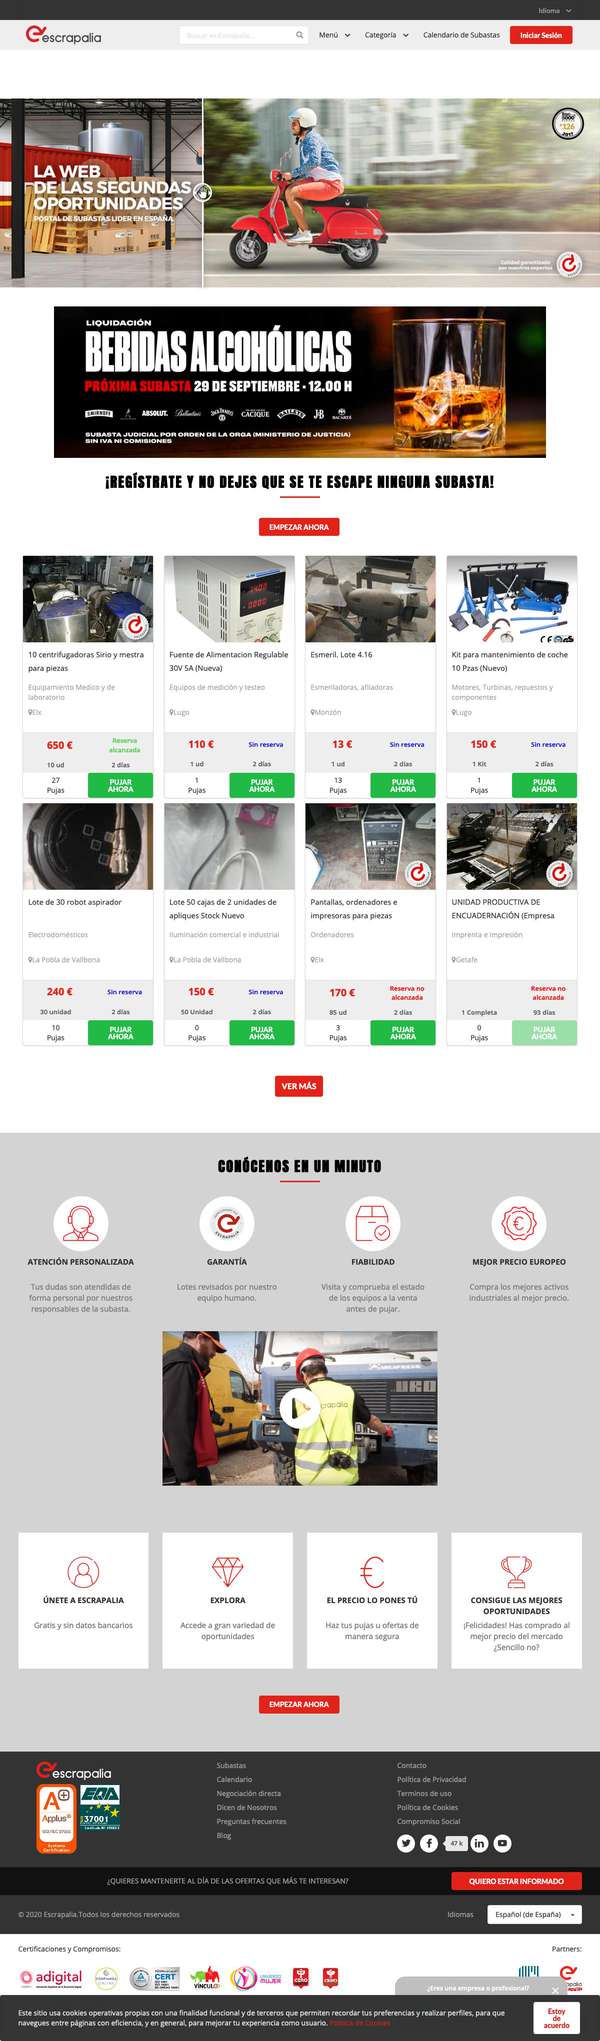 Idioma
escrapalia
Buscar en Escrapalia...
Menú
Categoría
Calendario de Subastas
Iniciar Sesión
LA WEB
DE LAS SEGUNDAS
OPORTUNIDADES
PORTAL DE SUBASTAS LIDER EN ESPAÑA
Calidad garantizada
por nuestros expertos
LIQUIDACIÓN
BEBIDAS ALCOHÓLICAS
PRÓXIMA SUBASTA 29 DE SEPTIEMBRE · 12.00 H
SMIRNOFF
ABSOLUT
Ballantine's
JACK DANIEL'S
CACIQUE
BAILEYS
J&B
BACARDI
SUBASTA JUDICIAL POR ORDEN DE LA ORGA (MINISTERIO DE JUSTICIA)
SIN IVA NI COMISIONES
¡REGÍSTRATE Y NO DEJES QUE SE TE ESCAPE NINGUNA SUBASTA!
EMPEZAR AHORA
10 centrifugadoras Sirio y mestra
para piezas
Equipamiento Medico y de
laboratorio
Elx
650 €
Reserva
alcanzada
10 ud
2 días
27
Pujas
PUJAR
AHORA
Fuente de Alimentacion Regulable
30V 5A (Nueva)
Equipos de medición y testeo
Lugo
110 €
Sin reserva
1 ud
2 días
1
Pujas
PUJAR
AHORA
Esmeril. Lote 4.16
Esmeriladoras, afiladoras
Monzón
13 €
Sin reserva
1 ud
2 días
13
Pujas
PUJAR
AHORA
Kit para mantenimiento de coche
10 Pzas (Nuevo)
Motores, Turbinas, repuestos y
componentes
Lugo
150 €
Sin reserva
1 Kit
2 días
1
Pujas
PUJAR
AHORA
Lote de 30 robot aspirador
Electrodomésticos
La Pobla de Vallbona
240 €
Sin reserva
30 unidad
2 días
10
Pujas
PUJAR
AHORA
Lote 50 cajas de 2 unidades de
apliques Stock Nuevo
Iluminación comercial e industrial
La Pobla de Vallbona
150 €
Sin reserva
50 Unidad
2 días
0
Pujas
PUJAR
AHORA
Pantallas, ordenadores e
impresoras para piezas
Ordenadores
Elx
170 €
Reserva no
alcanzada
85 ud
2 días
3
Pujas
PUJAR
AHORA
UNIDAD PRODUCTIVA DE
ENCUADERNACIÓN (Empresa
Imprenta e Impresión
Getafe
Reserva no
alcanzada
1 Completa
93 días
0
Pujas
PUJAR
AHORA
VER MÁS
CONÓCENOS EN UN MINUTO
ATENCIÓN PERSONALIZADA
Tus dudas son atendidas de
forma personal por nuestros
responsables de la subasta.
ESCRAPALIA
GARANTÍA
Lotes revisados por nuestro
equipo humano.
FIABILIDAD
Visita y comprueba el estado
de los equipos a la venta
antes de pujar.
MEJOR PRECIO EUROPEO
Compra los mejores activos
industriales al mejor precio.
URO
escrapalia
ÚNETE A ESCRAPALIA
Gratis y sin datos bancarios
EXPLORA
Accede a gran variedad de
oportunidades
EL PRECIO LO PONES TÚ
Haz tus pujas u ofertas de
manera segura
CONSIGUE LAS MEJORES
OPORTUNIDADES
¡Felicidades! Has comprado al
mejor precio del mercado
¿Sencillo no?
EMPEZAR AHORA
escrapalia
A+
Applus
Systems
Certification
EQA
37001
Subastas
Calendario
Negociación directa
Dicen de Nosotros
Preguntas frecuentes
Blog
Contacto
Política de Privacidad
Terminos de uso
Política de Cookies
Compromiso Social
47 k
¿QUIERES MANTENERTE AL DÍA DE LAS OFERTAS QUE MÁS TE INTERESAN?
QUIERO ESTAR INFORMADO
© 2020 Escrapalia.Todos los derechos reservados
Idiomas
Español (de España)
Certificaciones y Compromisos:
Partners:
adigital
CERT
VÍNCULO
MUJER
¿Eres una empresa o profesional?
Este sitio usa cookies operativas propias con una finalidad funcional y de terceros que permiten recordar tus preferencias y realizar perfiles, para que
navegues entre páginas con eficiencia, y en general, para mejorar tu experiencia como usuario. Política de Cookies
Estoy
de
acuerdo